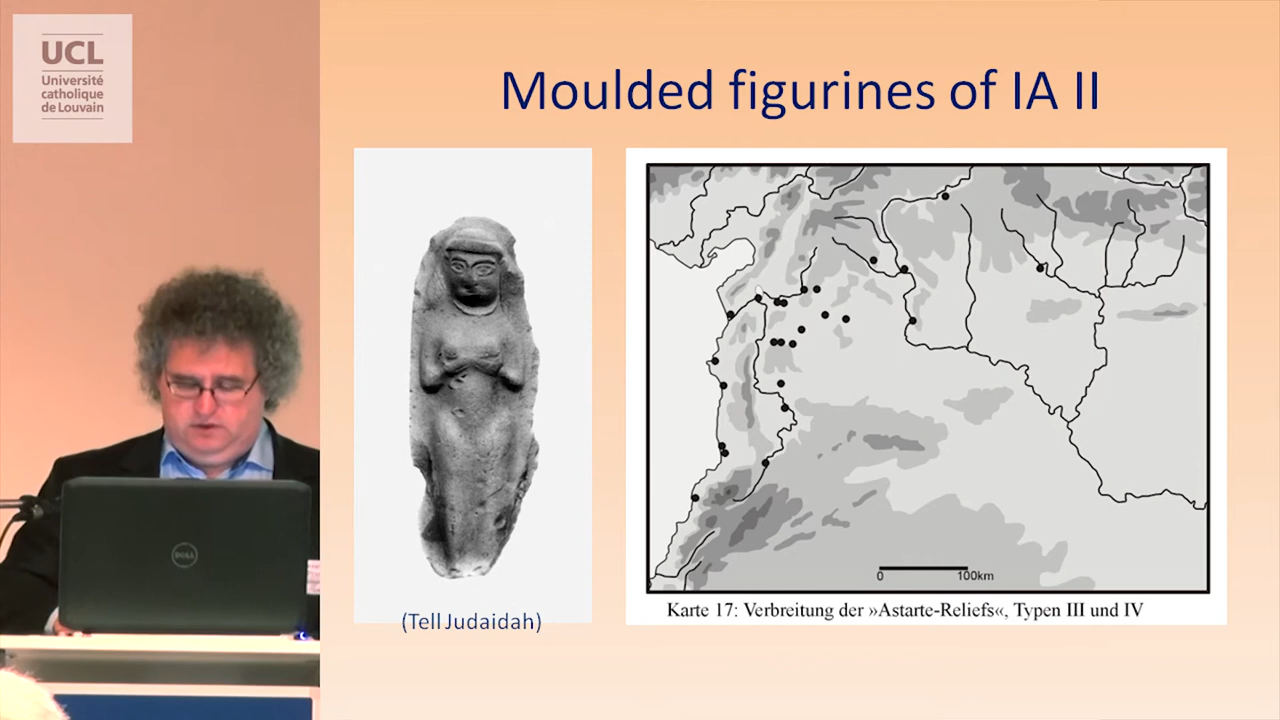 UCL
Université
catholique
de Louvain
Moulded figurines of IA II
(Tell Judaidah)
0 100km
Karte 17: Verbreitung der »Astarte-Reliefs«, Typen III und IV
DELL